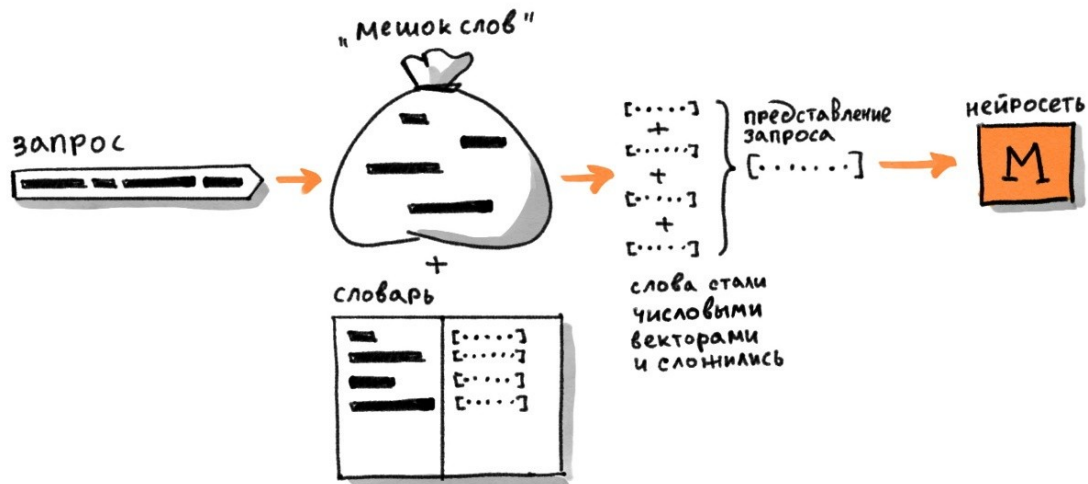 "мешок слов"
запрос
[.....]
+
[.....]
+
[.....]
+
[.....]
представление
запроса
[.......]
нейросеть
М
слова стали
числовыми
векторами
и сложились
+
словарь
[.....]
[.....]
[.....]
[.....]